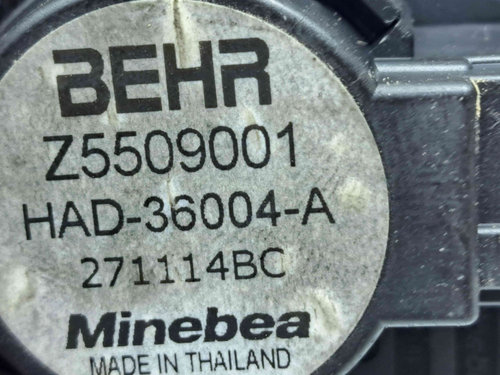 BEHR
Z5509001
HAD-36004-A
271114BC
Minebea
MADE IN THAILAND